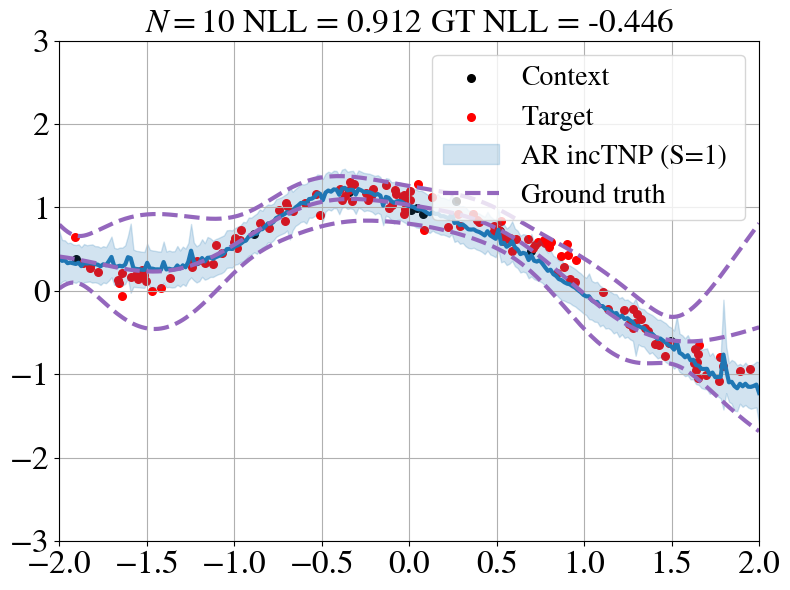 N = 10 NLL = 0.912 GT NLL = -0.446
3
2
1
0
−1
−2
−3
Context
Target
AR incTNP (S=1)
Ground truth
−2.0 −1.5 −1.0 −0.5 0.0 0.5 1.0 1.5 2.0